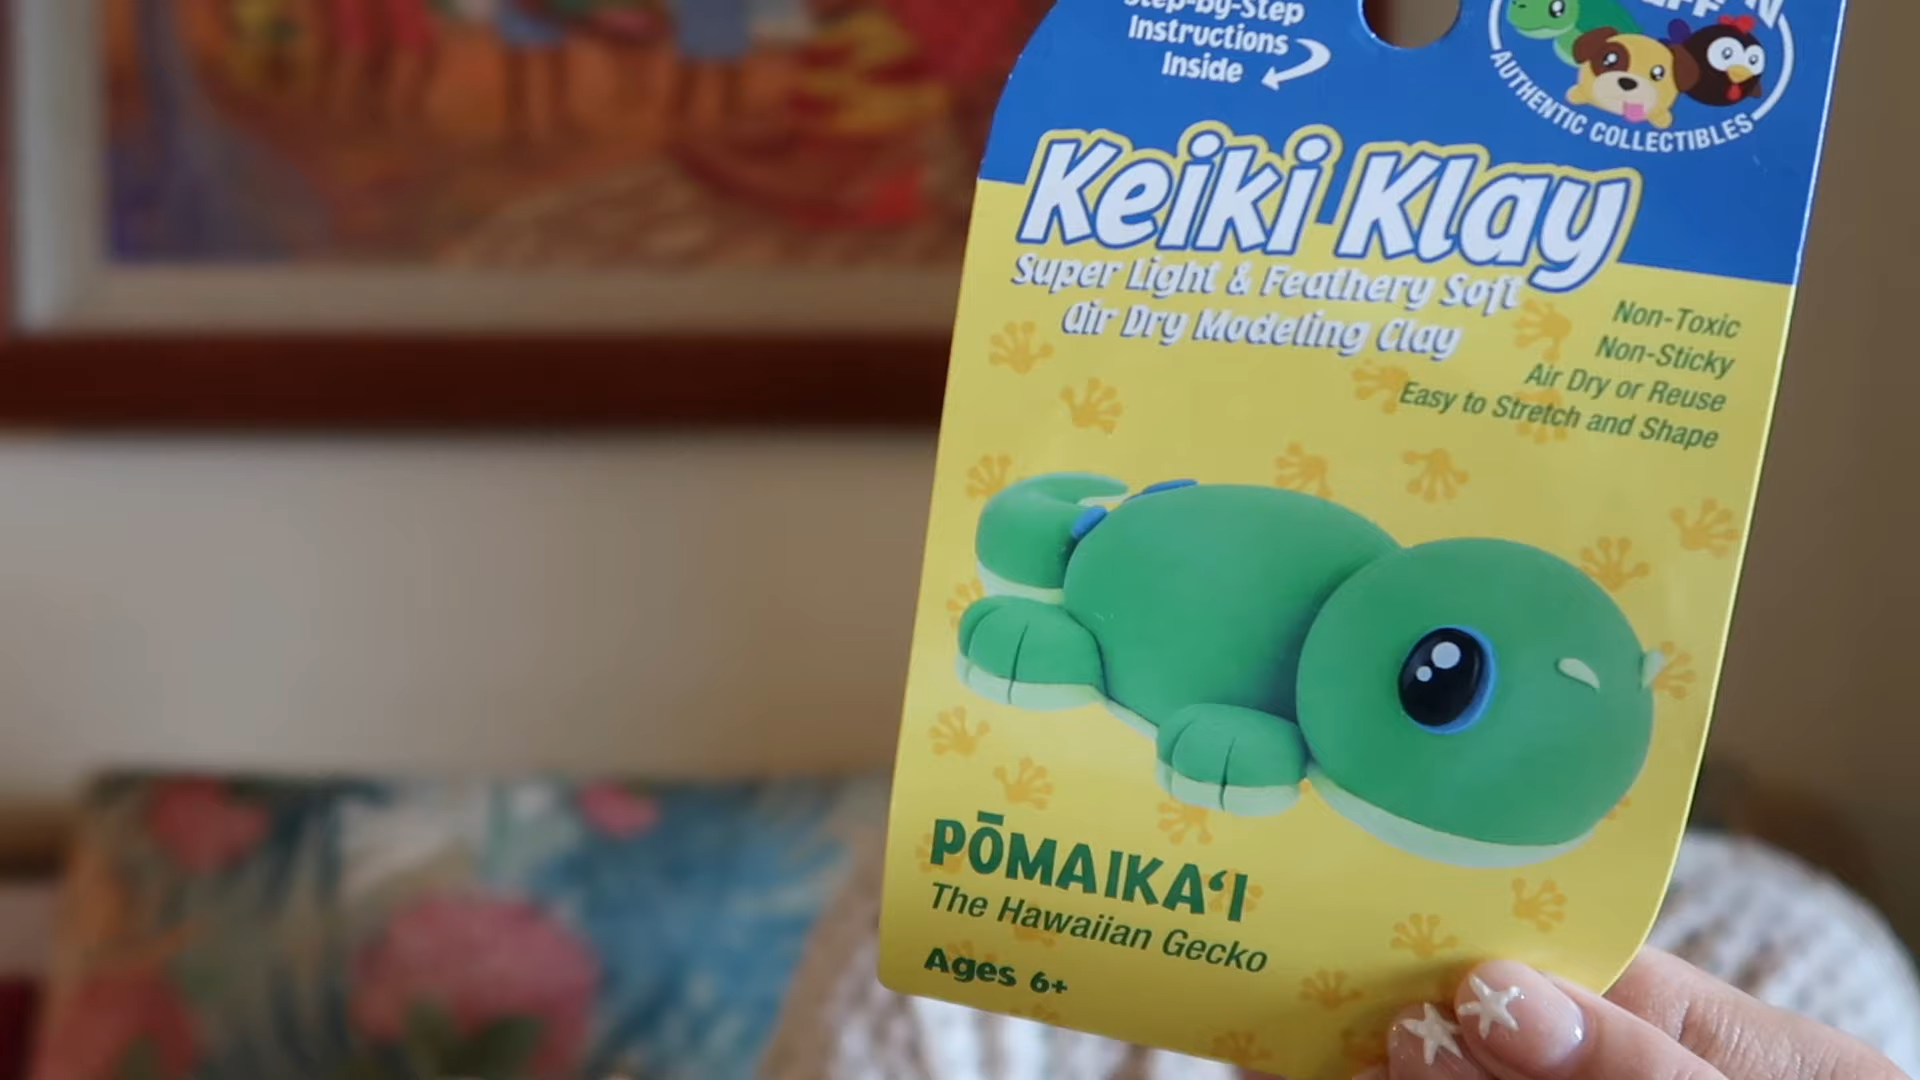 Step-by-Step
Instructions
Inside
AUTHENTIC COLLECTIBLES
Keiki Klay
Super Light & Feathery Soft
Air Dry Modeling Clay
Non-Toxic
Non-Sticky
Air Dry or Reuse
Easy to Stretch and Shape
PŌMAIKAʻI
The Hawaiian Gecko
Ages 6+